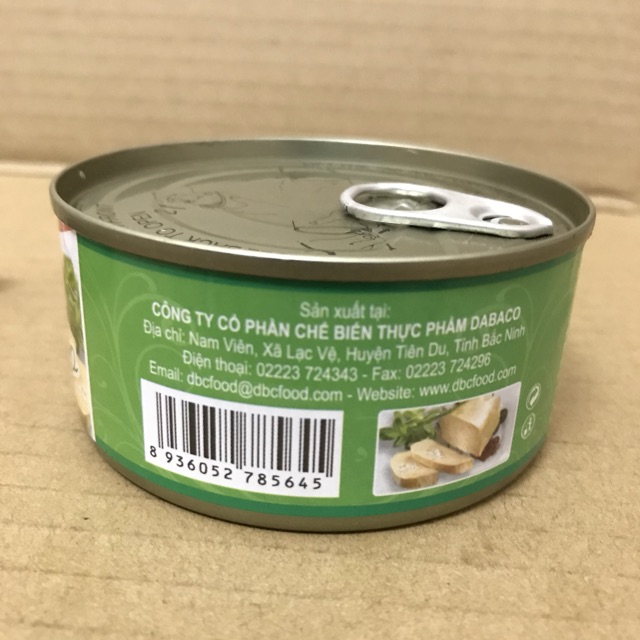 Sản xuất tại:
CÔNG TY CỔ PHẦN CHẾ BIẾN THỰC PHẨM DABACO
Địa chỉ: Nam Viên, Xã Lạc Vệ, Huyện Tiên Du, Tỉnh Bắc Ninh
Điện thoại: 02223 724343 - Fax: 02223 724296
Email: dbcfood@dbcfood.com - Website: www.dbcfood.com
8 936052 785645